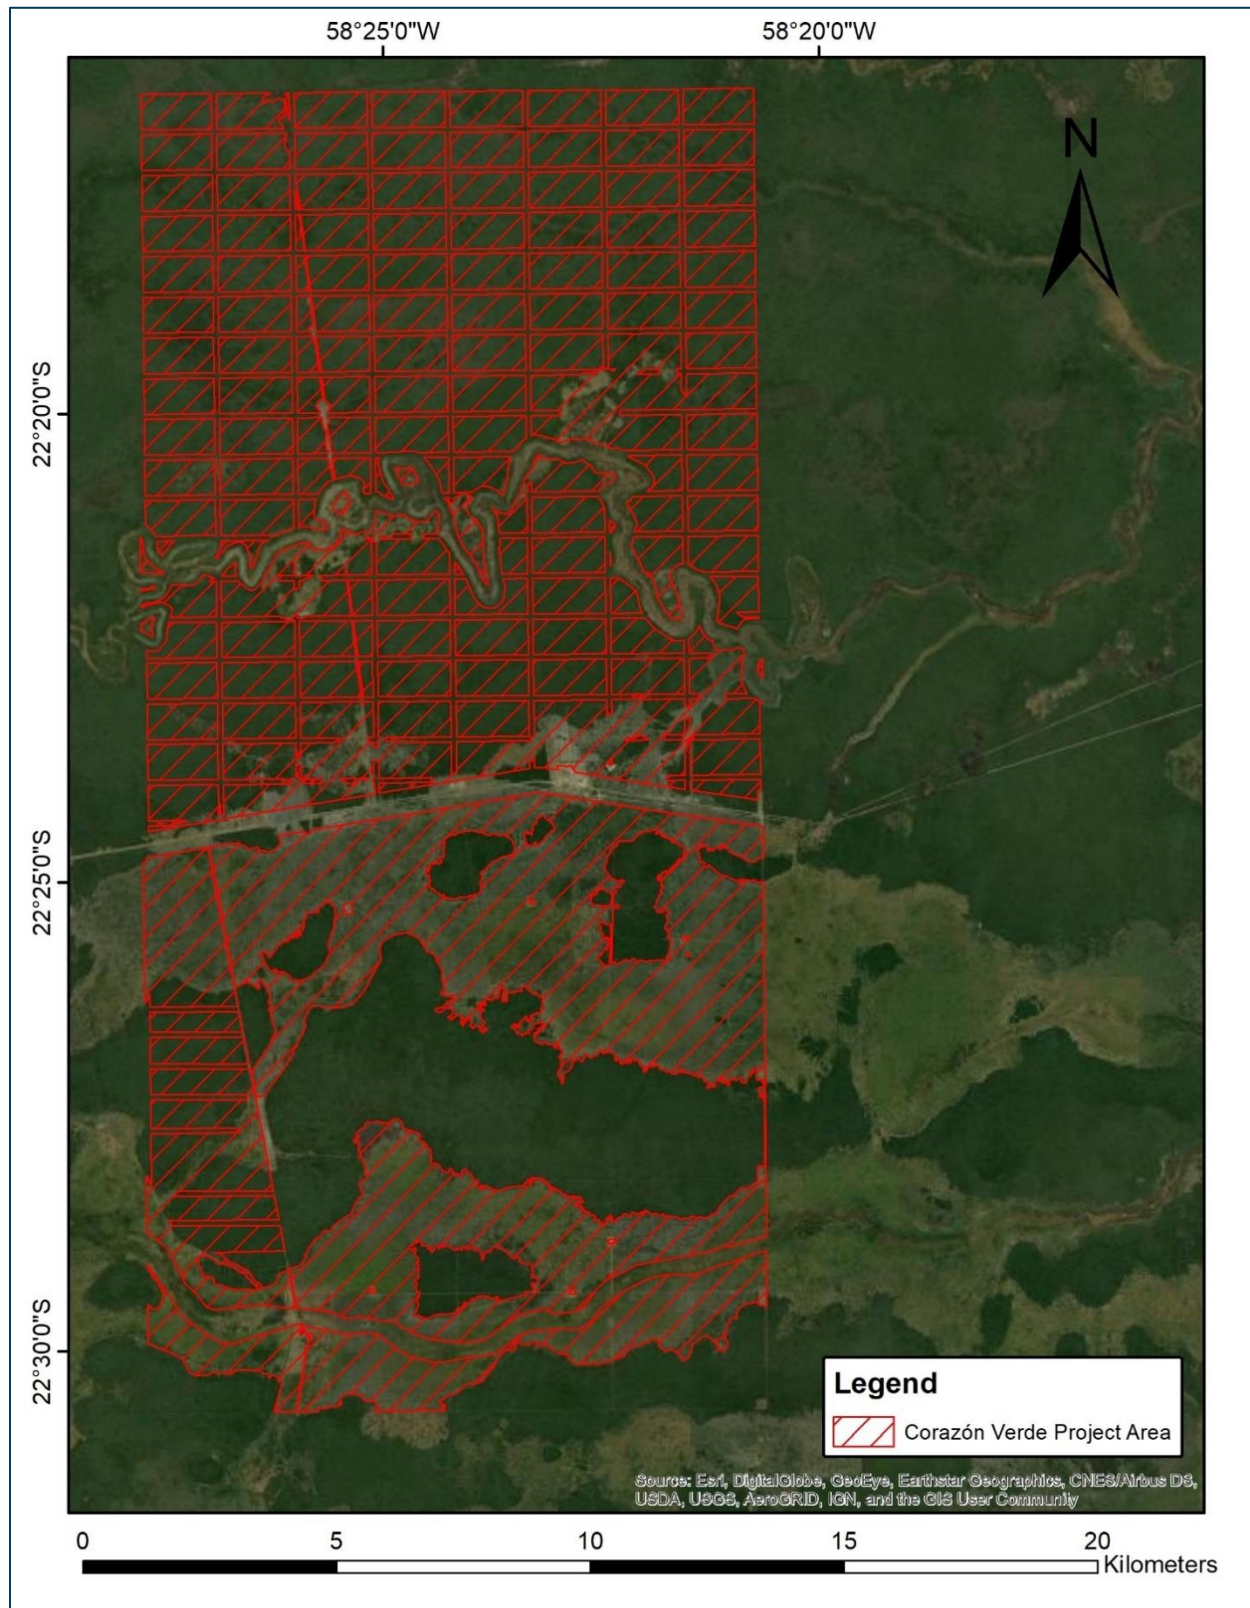 58°25'0"W 58°20'0"W
N
22°20'0"S
22°25'0"S
22°30'0"S
Legend
Corazón Verde Project Area
Source: Esri, DigitalGlobe, GeoEye, Earthstar Geographics, CNES/Airbus DS,
USDA, USGS, AeroGRID, IGN, and the GIS User Community
0 5 10 15 20
Kilometers